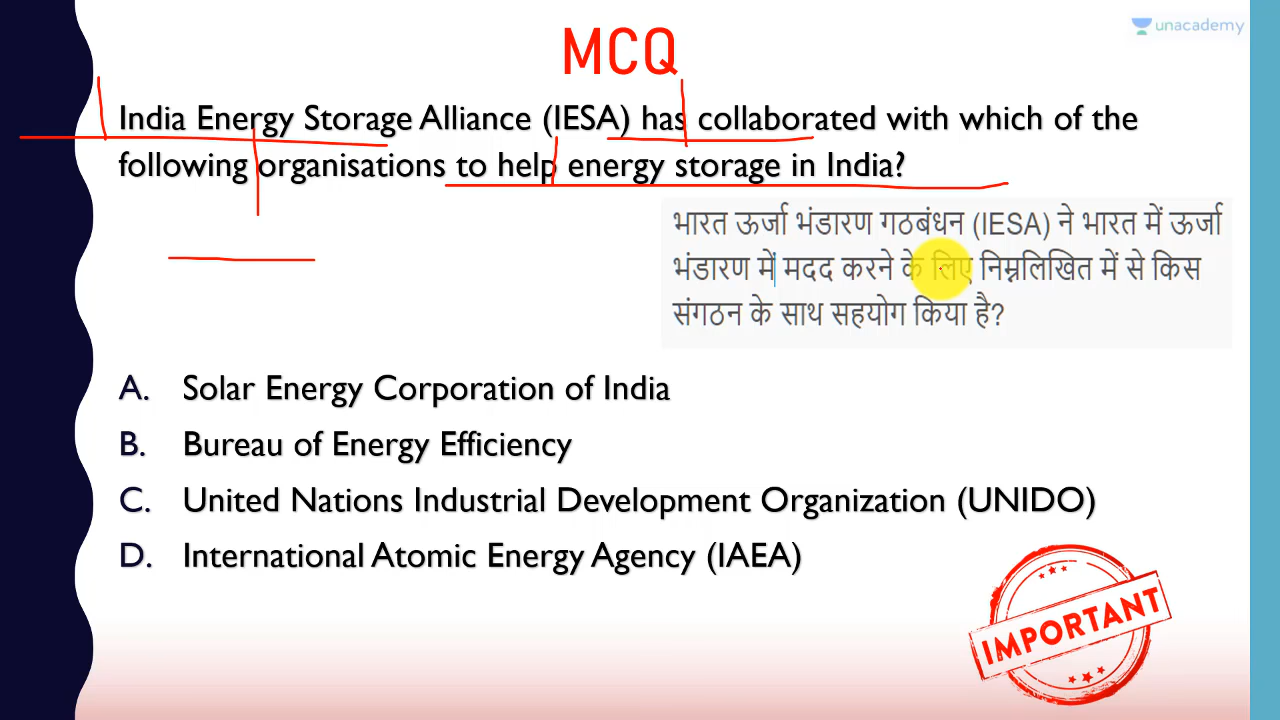 unacademy
MCQ
India Energy Storage Alliance (IESA) has collaborated with which of the
following organisations to help energy storage in India?
भारत ऊर्जा भंडारण गठबंधन (IESA) ने भारत में ऊर्जा
भंडारण में मदद करने के लिए निम्नलिखित में से किस
संगठन के साथ सहयोग किया है?
A. Solar Energy Corporation of India
B. Bureau of Energy Efficiency
C. United Nations Industrial Development Organization (UNIDO)
D. International Atomic Energy Agency (IAEA)
IMPORTANT